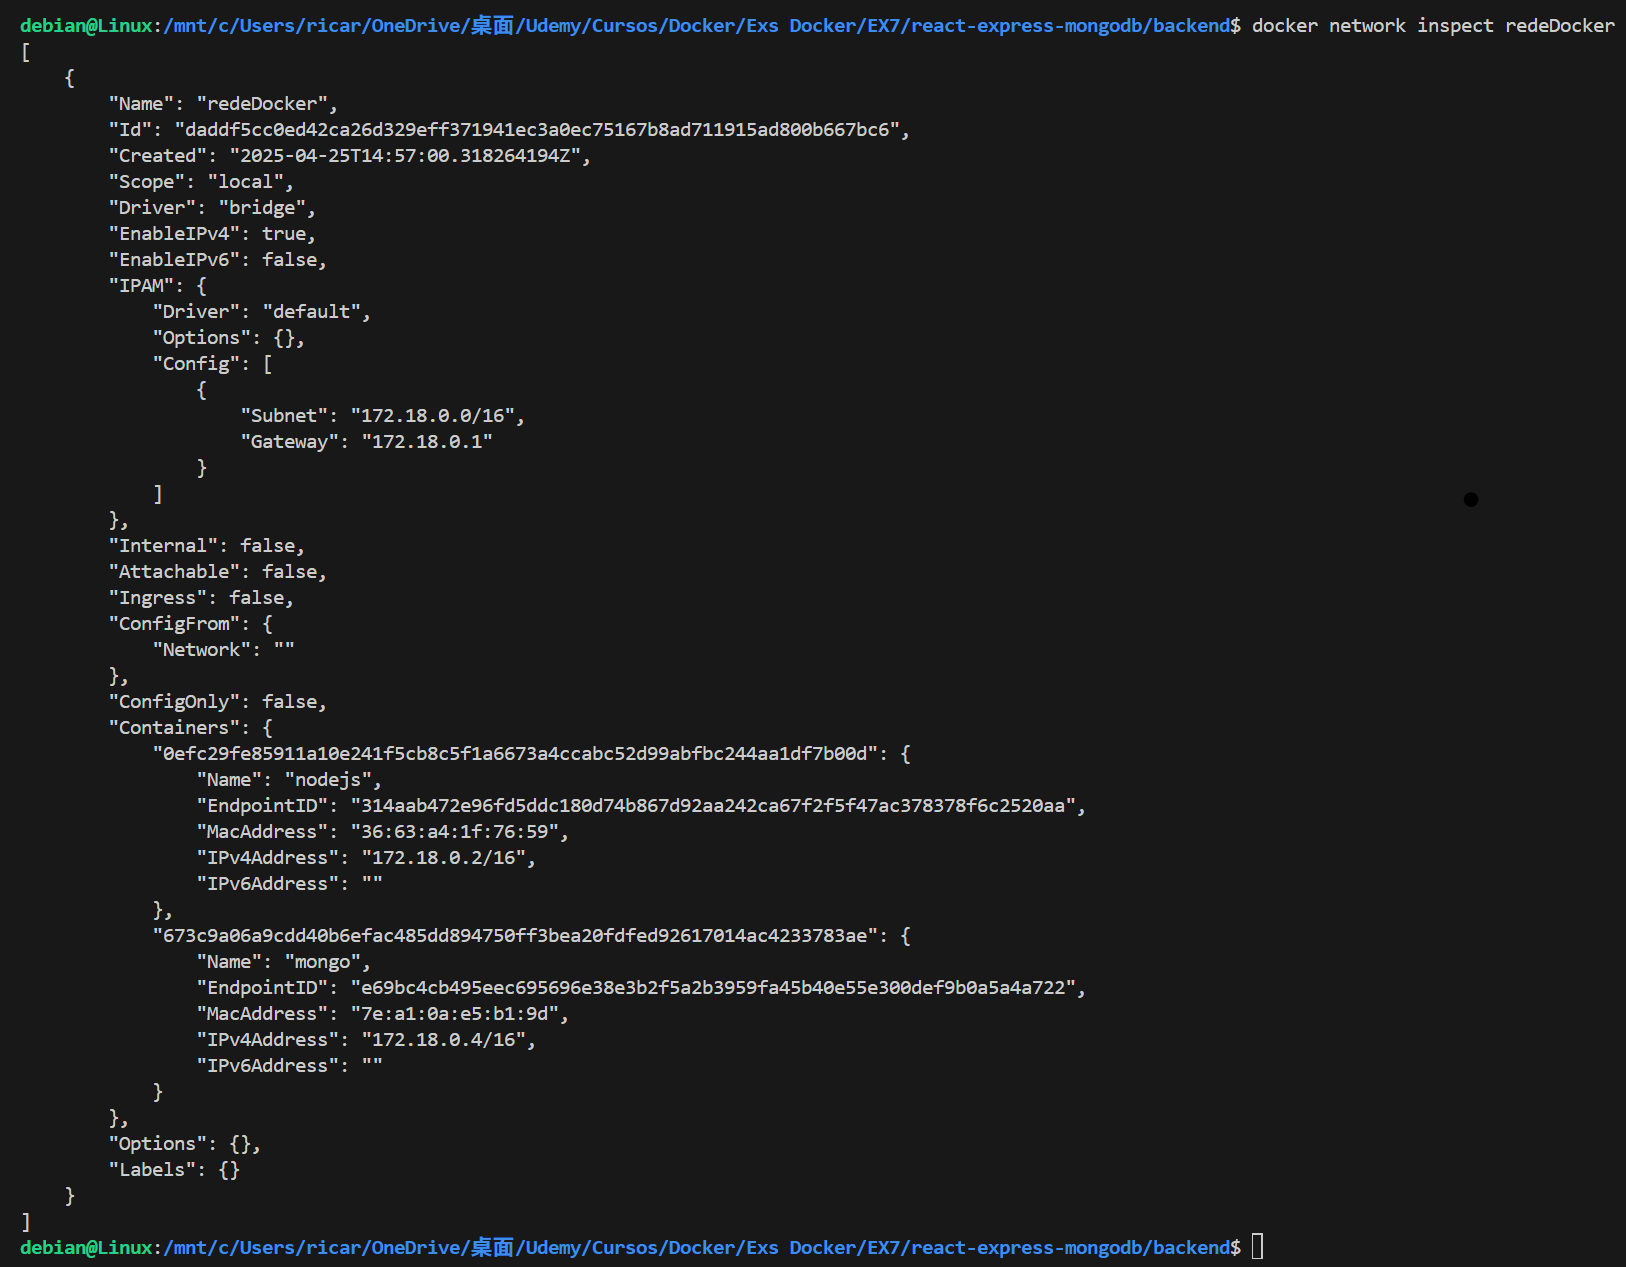 debian@Linux:/mnt/c/Users/ricar/OneDrive/桌面/Udemy/Cursos/Docker/Exs Docker/EX7/react-express-mongodb/backend$ docker network inspect redeDocker
[
    {
        "Name": "redeDocker",
        "Id": "daddf5cc0ed42ca26d329eff371941ec3a0ec75167b8ad711915ad800b667bc6",
        "Created": "2025-04-25T14:57:00.318264194Z",
        "Scope": "local",
        "Driver": "bridge",
        "EnableIPv4": true,
        "EnableIPv6": false,
        "IPAM": {
            "Driver": "default",
            "Options": {},
            "Config": [
                {
                    "Subnet": "172.18.0.0/16",
                    "Gateway": "172.18.0.1"
                }
            ]
        },
        "Internal": false,
        "Attachable": false,
        "Ingress": false,
        "ConfigFrom": {
            "Network": ""
        },
        "ConfigOnly": false,
        "Containers": {
            "0efc29fe85911a10e241f5cb8c5f1a6673a4ccabc52d99abfbc244aa1df7b00d": {
                "Name": "nodejs",
                "EndpointID": "314aab472e96fd5ddc180d74b867d92aa242ca67f2f5f47ac378378f6c2520aa",
                "MacAddress": "36:63:a4:1f:76:59",
                "IPv4Address": "172.18.0.2/16",
                "IPv6Address": ""
            },
            "673c9a06a9cdd40b6efac485dd894750ff3bea20fdfed92617014ac4233783ae": {
                "Name": "mongo",
                "EndpointID": "e69bc4cb495eec695696e38e3b2f5a2b3959fa45b40e55e300def9b0a5a4a722",
                "MacAddress": "7e:a1:0a:e5:b1:9d",
                "IPv4Address": "172.18.0.4/16",
                "IPv6Address": ""
            }
        },
        "Options": {},
        "Labels": {}
    }
]
debian@Linux:/mnt/c/Users/ricar/OneDrive/桌面/Udemy/Cursos/Docker/Exs Docker/EX7/react-express-mongodb/backend$